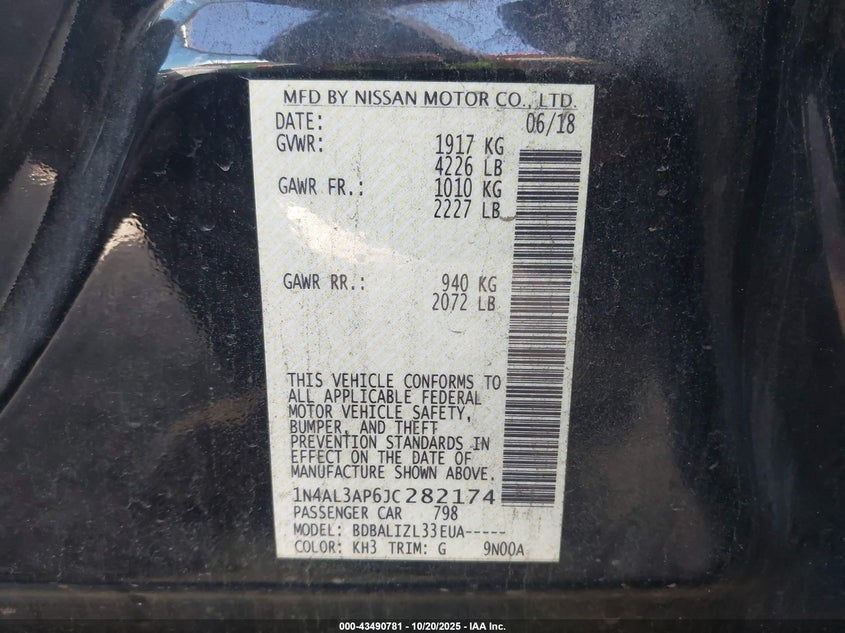 MFD BY NISSAN MOTOR CO., LTD.
DATE: 06/18
GVWR: 1917 KG
4226 LB
GAWR FR.: 1010 KG
2227 LB
GAWR RR.: 940 KG
2072 LB
THIS VEHICLE CONFORMS TO
ALL APPLICABLE FEDERAL
MOTOR VEHICLE SAFETY,
BUMPER, AND THEFT
PREVENTION STANDARDS IN
EFFECT ON THE DATE OF
MANUFACTURE SHOWN ABOVE.
1N4AL3AP6JC282174
PASSENGER CAR 798
MODEL: BDBALIZL33EUA-----
COLOR: KH3 TRIM: G 9N00A
000-43490781 | 10/20/2025 - IAA Inc.